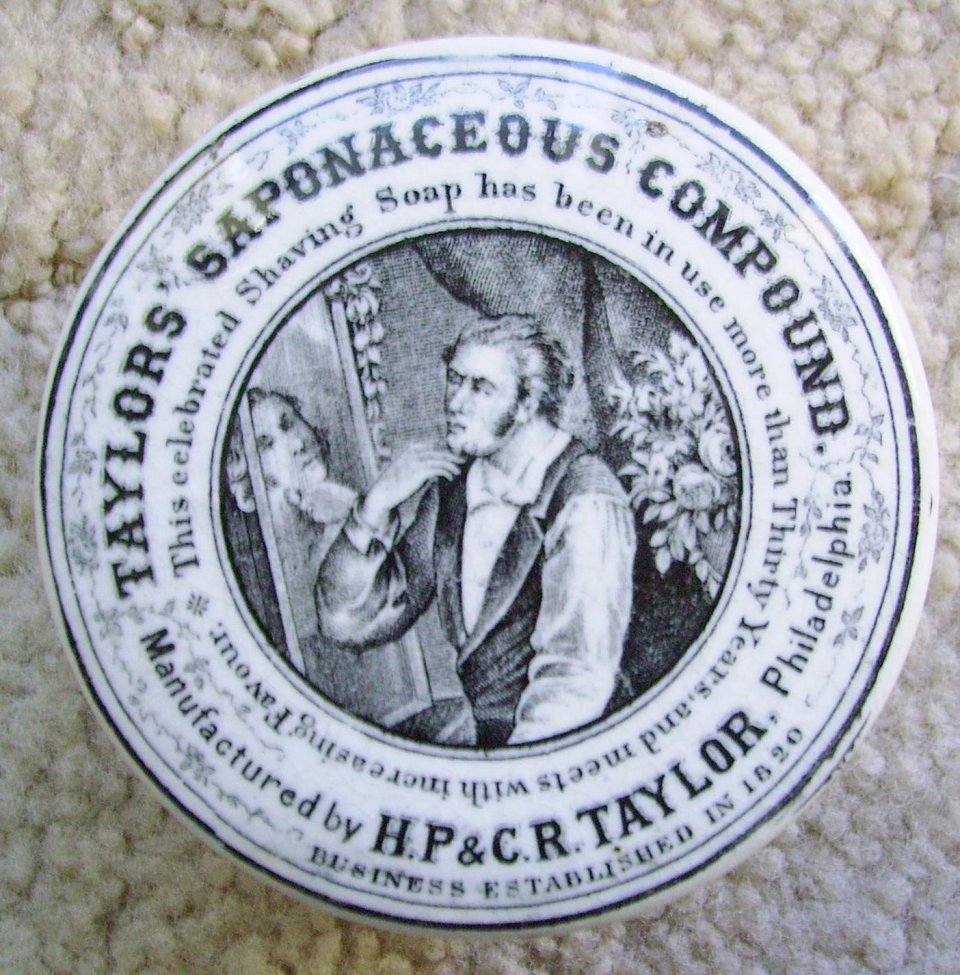 TAYLORS' SAPONACEOUS COMPOUND.
This celebrated Shaving Soap has been in use more than Thirty Years.and meets with increasing Favour.
Manufactured by H.P & C.R. TAYLOR, Philadelphia.
BUSINESS ESTABLISHED IN 1820